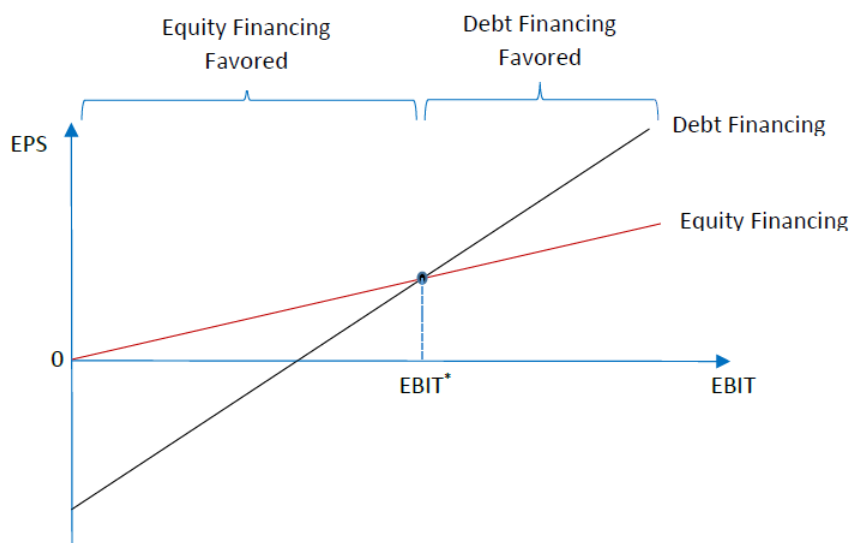 Equity Financing
Favored
Debt Financing
Favored
EPS
Debt Financing
Equity Financing
0
EBIT*
EBIT